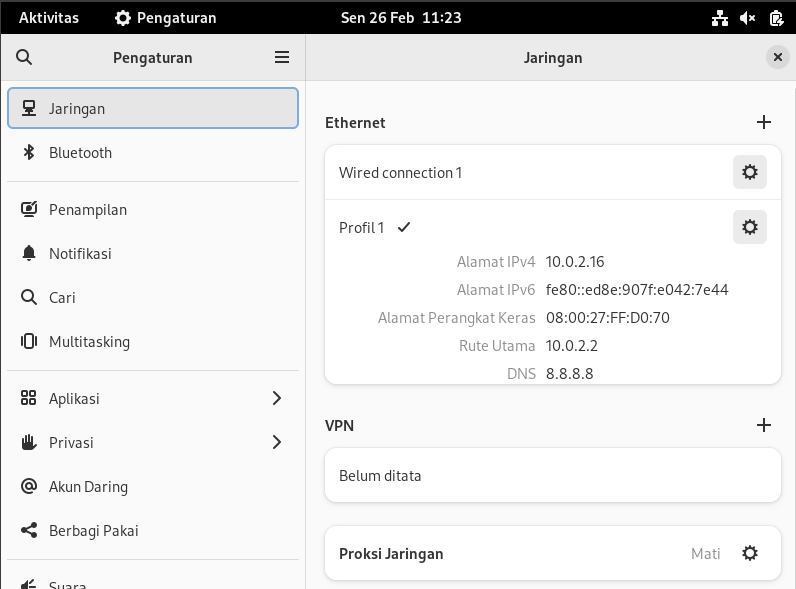 Aktivitas Pengaturan Sen 26 Feb 11:23
Pengaturan
Jaringan
Jaringan
Bluetooth
Penampilan
Notifikasi
Cari
Multitasking
Aplikasi
Privasi
Akun Daring
Berbagi Pakai
Suara
Ethernet
Wired connection 1
Profil 1
Alamat IPv4 10.0.2.16
Alamat IPv6 fe80::ed8e:907f:e042:7e44
Alamat Perangkat Keras 08:00:27:FF:D0:70
Rute Utama 10.0.2.2
DNS 8.8.8.8
VPN
Belum ditata
Proksi Jaringan Mati